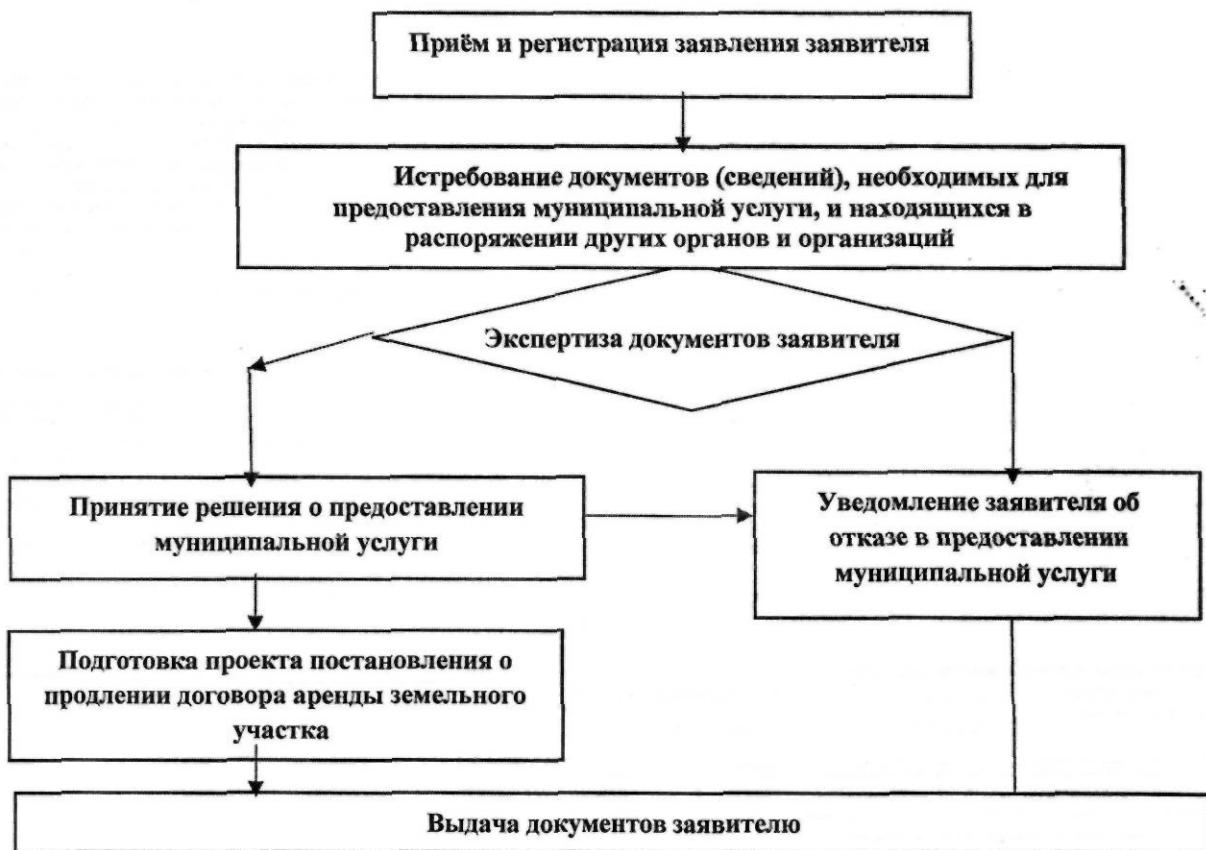 Приём и регистрация заявления заявителя
Истребование документов (сведений), необходимых для
предоставления муниципальной услуги, и находящихся в
распоряжении других органов и организаций
Экспертиза документов заявителя
Принятие решения о предоставлении
муниципальной услуги
Уведомление заявителя об
отказе в предоставлении
муниципальной услуги
Подготовка проекта постановления о
продлении договора аренды земельного
участка
Выдача документов заявителю